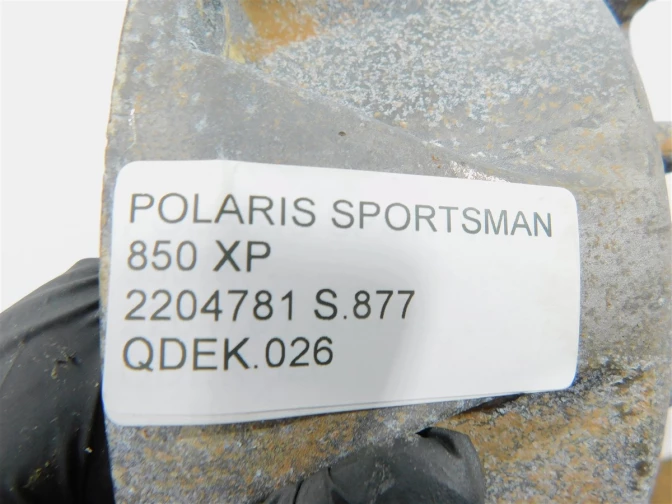 POLARIS SPORTSMAN
850 XP
2204781 S.877
QDEK.026